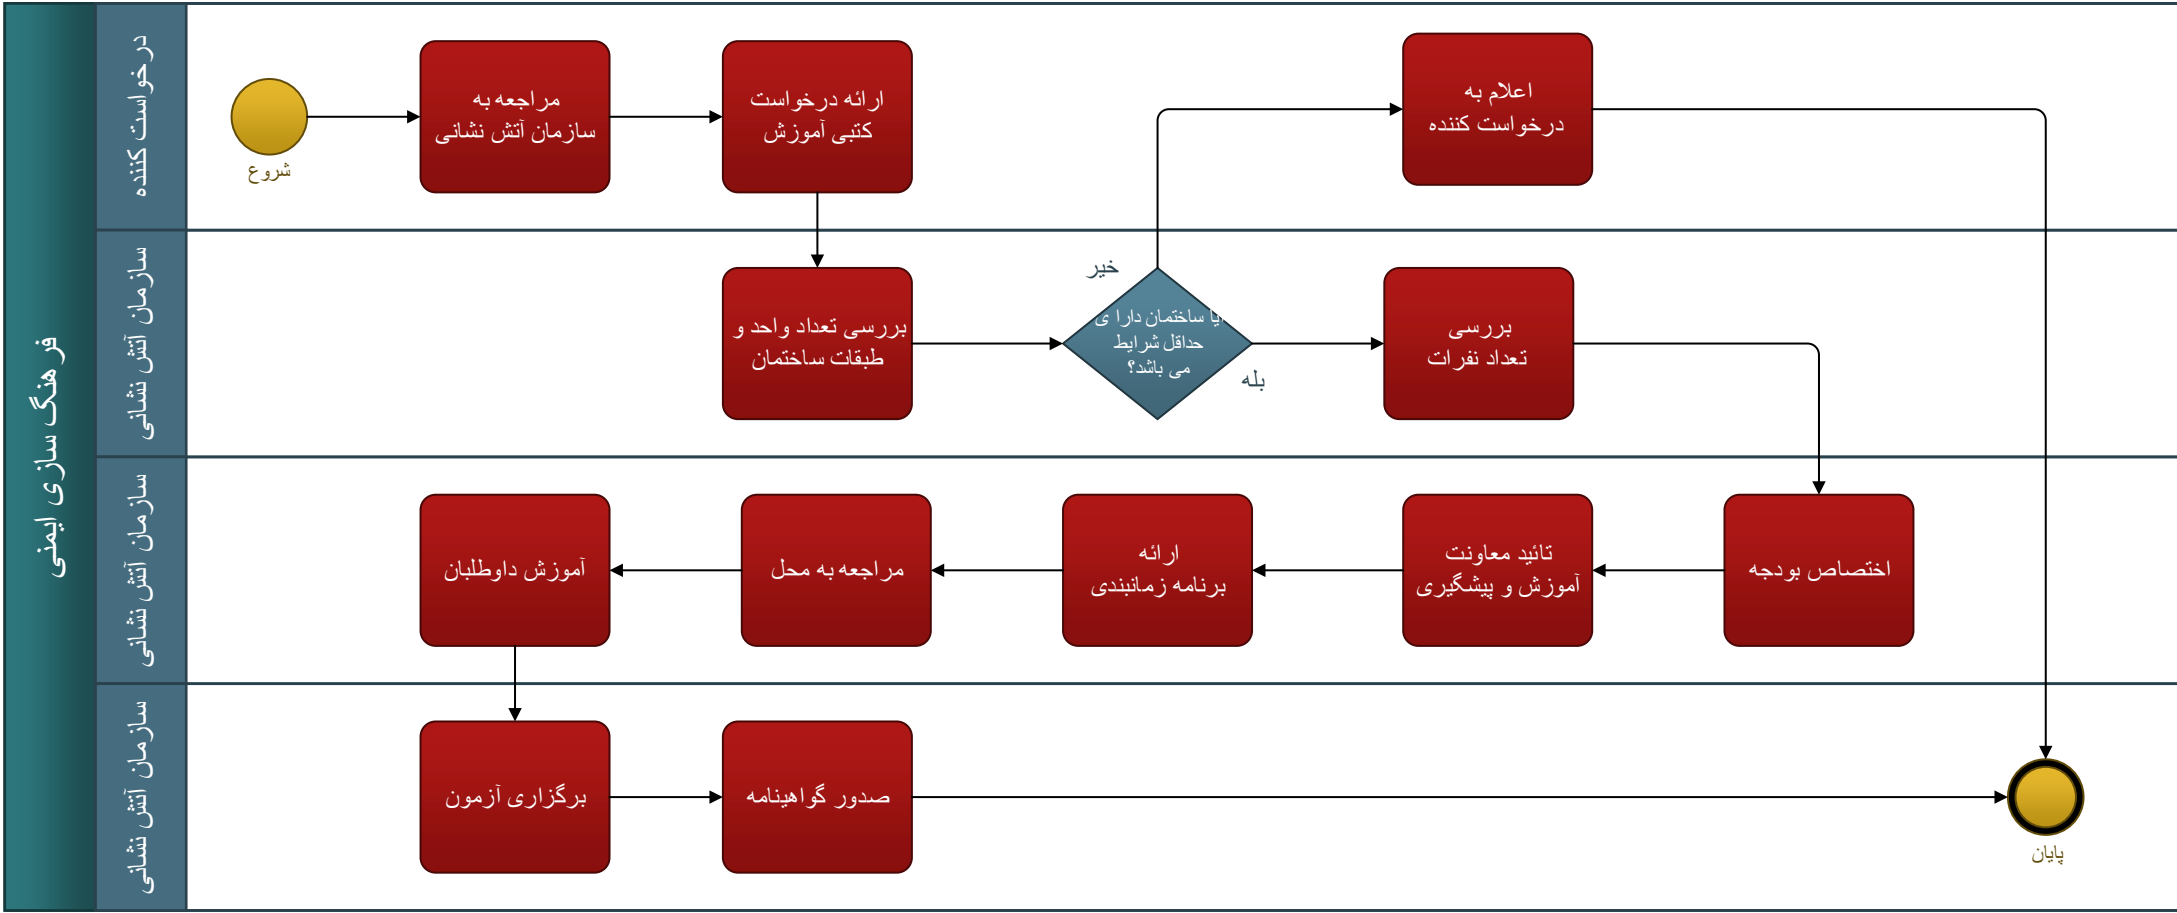 فرهنگ سازی ایمنی
درخواست کننده
شروع
مراجعه به
سازمان آتش نشانی
ارائه درخواست
کتبی آموزش
اعلام به
درخواست کننده
سازمان آتش نشانی
بررسی تعداد واحد و
طبقات ساختمان
خیر
آیا ساختمان دارا ی
حداقل شرایط
می باشد؟
بله
بررسی
تعداد نفرات
سازمان آتش نشانی
اختصاص بودجه
تائید معاونت
آموزش و پیشگیری
ارائه
برنامه زمانبندی
مراجعه به محل
آموزش داوطلبان
سازمان آتش نشانی
برگزاری آزمون
صدور گواهینامه
پایان